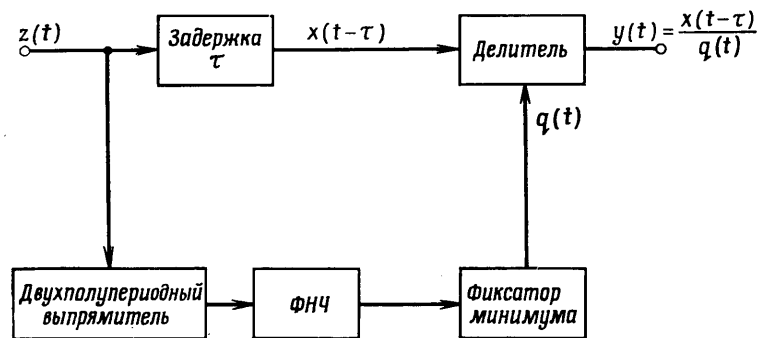 z(t)
Задержка
τ
x(t-τ)
Делитель
y(t)=x(t-τ)/q(t)
q(t)
Двухполупериодный
выпрямитель
ФНЧ
Фиксатор
минимума